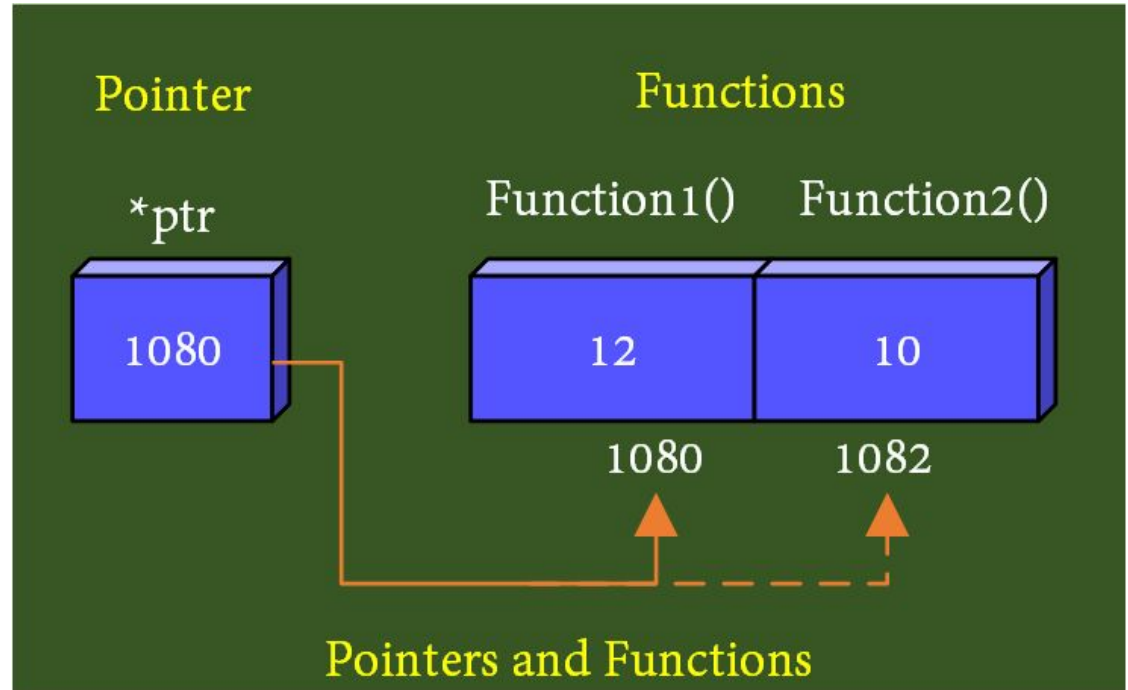 Pointer Functions
*ptr Function1() Function2()
1080 12 10
1080 1082
Pointers and Functions